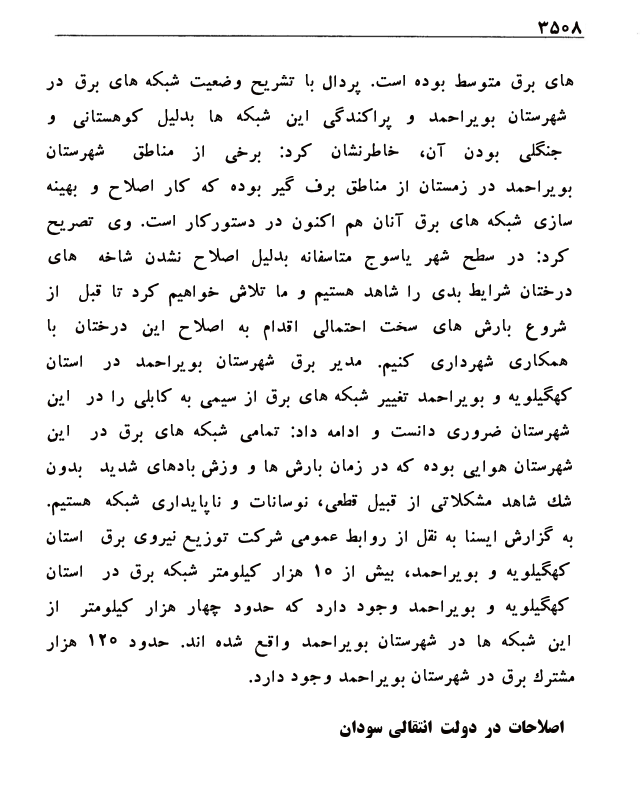 ۳۵۰۸
های برق متوسط بوده است. پردال با تشریح وضعیت شبکه های برق در
شهرستان بویراحمد و پراکندگی این شبکه ها بدلیل کوهستانی و
جنگلی بودن آن، خاطرنشان کرد: برخی از مناطق شهرستان
بویراحمد در زمستان از مناطق برف گیر بوده که کار اصلاح و بهینه
سازی شبکه های برق آنان هم اکنون در دستورکار است. وی تصریح
کرد: در سطح شهر یاسوج متاسفانه بدلیل اصلاح نشدن شاخه های
درختان شرایط بدی را شاهد هستیم و ما تلاش خواهیم کرد تا قبل از
شروع بارش های سخت احتمالی اقدام به اصلاح این درختان با
همکاری شهرداری کنیم. مدیر برق شهرستان بویراحمد در استان
کهگیلویه و بویراحمد تغییر شبکه های برق از سیمی به کابلی را در این
شهرستان ضروری دانست و ادامه داد: تمامی شبکه های برق در این
شهرستان هوایی بوده که در زمان بارش ها و وزش بادهای شدید بدون
شك شاهد مشکلاتی از قبیل قطعی، نوسانات و ناپایداری شبکه هستیم.
به گزارش ایسنا به نقل از روابط عمومی شرکت توزیع نیروی برق استان
کهگیلویه و بویراحمد، بیش از ۱۰ هزار کیلومتر شبکه برق در استان
کهگیلویه و بویراحمد وجود دارد که حدود چهار هزار کیلومتر از
این شبکه ها در شهرستان بویراحمد واقع شده اند. حدود ۱۲۰ هزار
مشترك برق در شهرستان بویراحمد وجود دارد.
اصلاحات در دولت انتقالی سودان